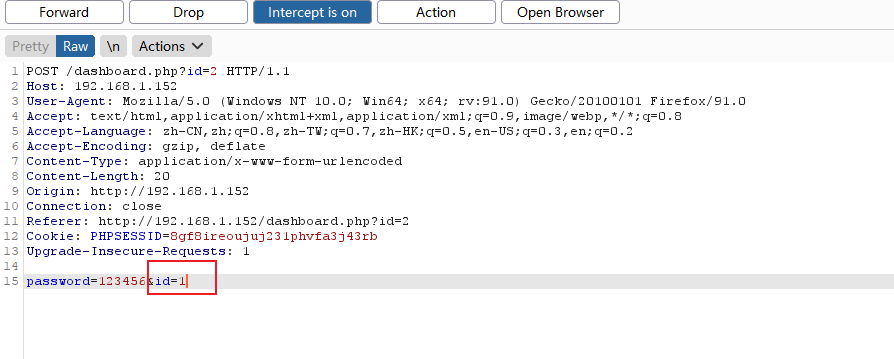 Forward Drop Intercept is on Action Open Browser
Pretty Raw \n Actions
1 POST /dashboard.php?id=2 HTTP/1.1
2 Host: 192.168.1.152
3 User-Agent: Mozilla/5.0 (Windows NT 10.0; Win64; x64; rv:91.0) Gecko/20100101 Firefox/91.0
4 Accept: text/html,application/xhtml+xml,application/xml;q=0.9,image/webp,*/*;q=0.8
5 Accept-Language: zh-CN,zh;q=0.8,zh-TW;q=0.7,zh-HK;q=0.5,en-US;q=0.3,en;q=0.2
6 Accept-Encoding: gzip, deflate
7 Content-Type: application/x-www-form-urlencoded
8 Content-Length: 20
9 Origin: http://192.168.1.152
10 Connection: close
11 Referer: http://192.168.1.152/dashboard.php?id=2
12 Cookie: PHPSESSID=8gf8ireoujuj231phvfa3j43rb
13 Upgrade-Insecure-Requests: 1
14
15 password=123456&id=1